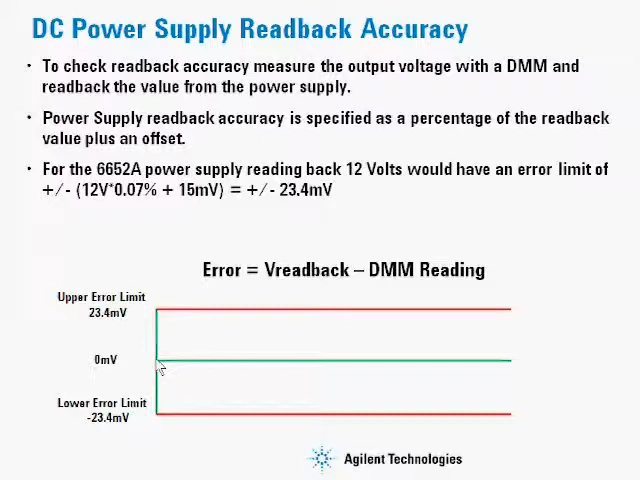 DC Power Supply Readback Accuracy
• To check readback accuracy measure the output voltage with a DMM and
readback the value from the power supply.
• Power Supply readback accuracy is specified as a percentage of the readback
value plus an offset.
• For the 6652A power supply reading back 12 Volts would have an error limit of
+/- (12V*0.07% + 15mV) = +/- 23.4mV
Error = Vreadback – DMM Reading
Upper Error Limit
23.4mV
0mV
Lower Error Limit
-23.4mV
Agilent Technologies